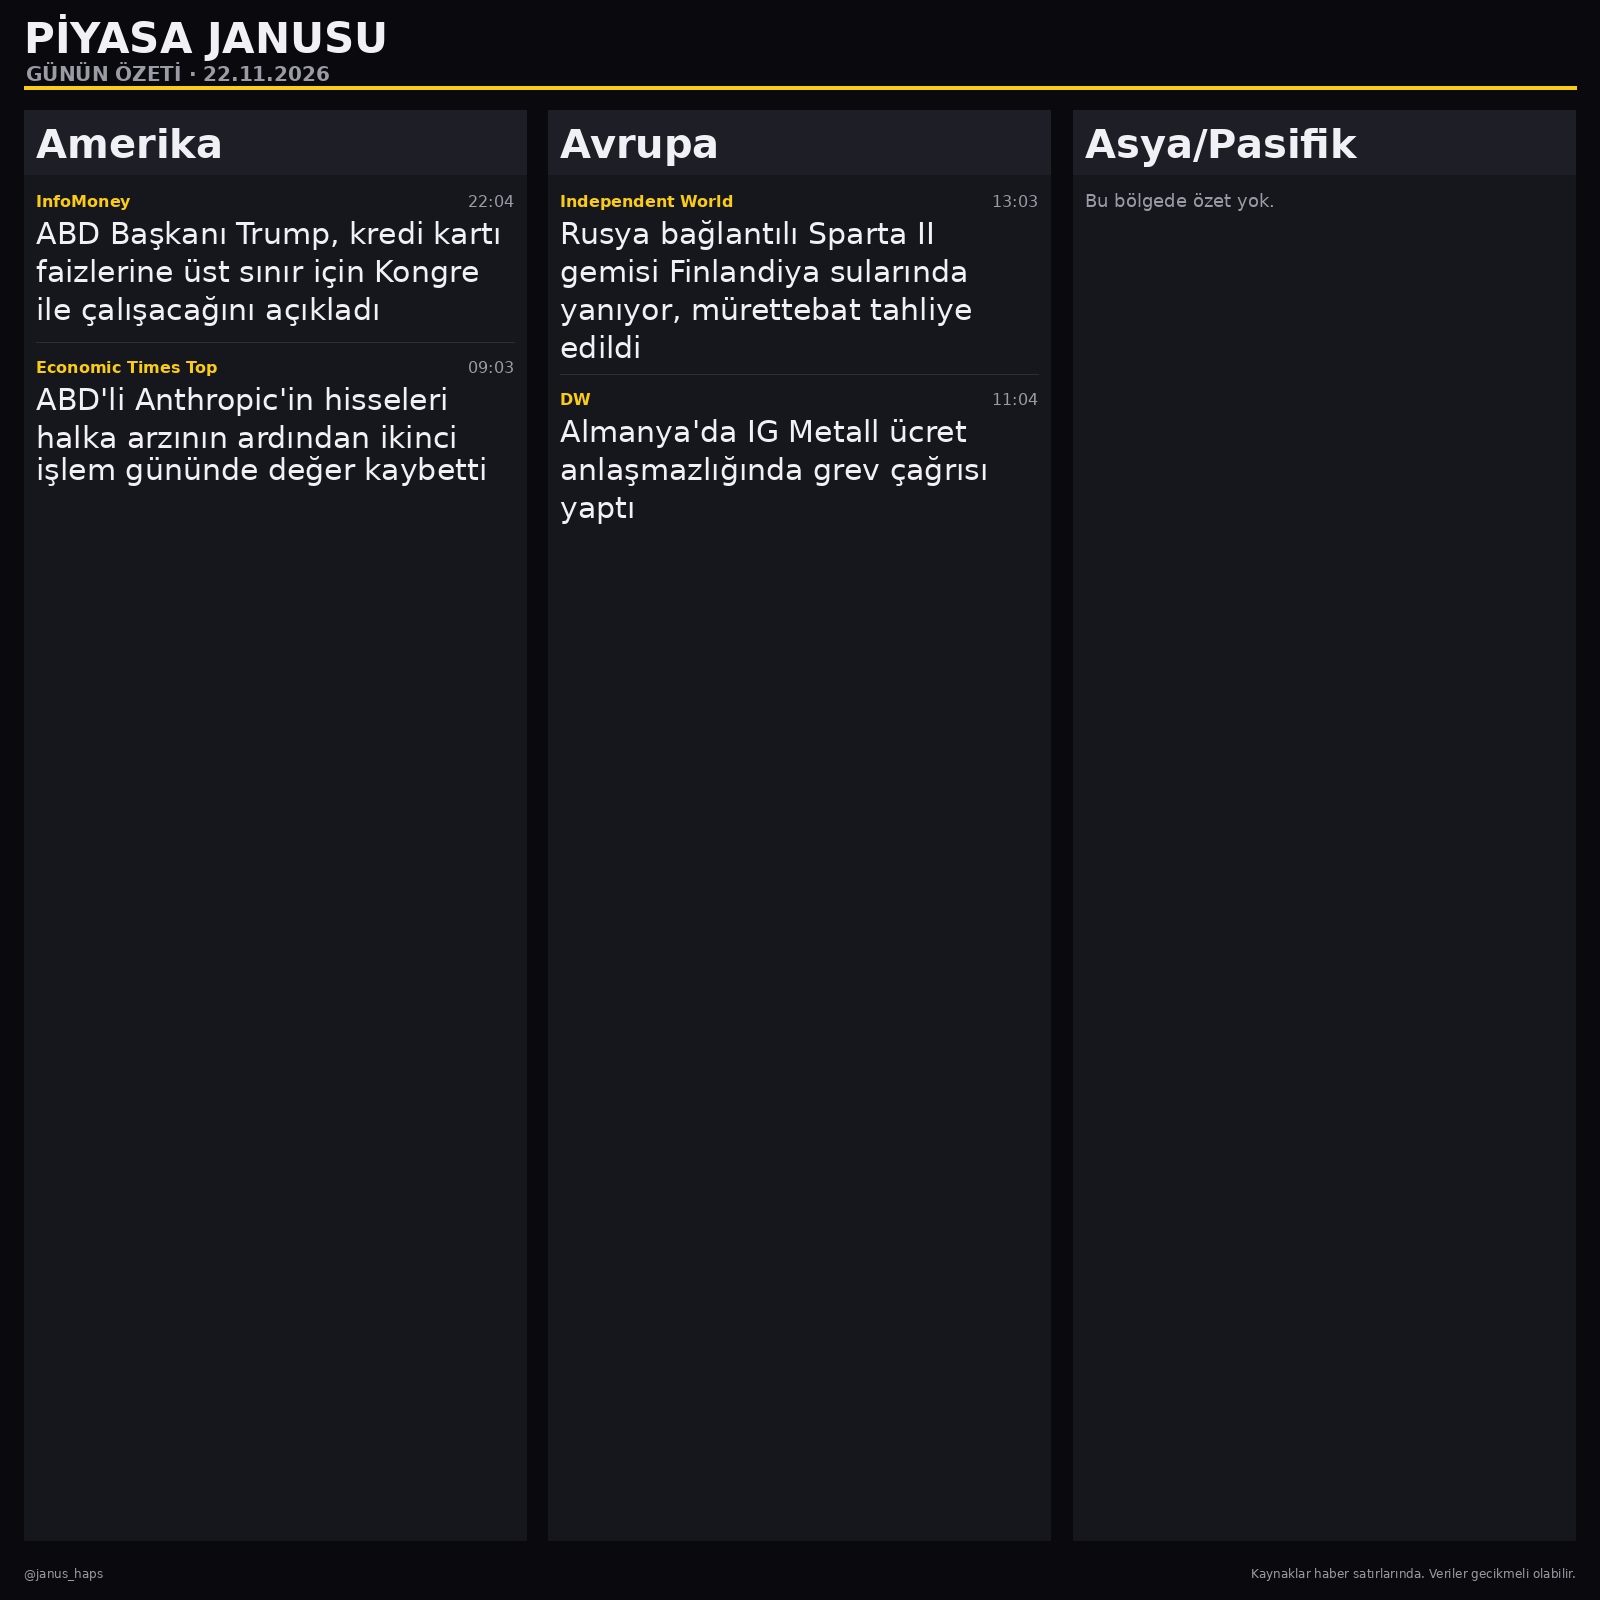 PİYASA JANUSU
GÜNÜN ÖZETİ · 22.11.2026
Amerika
InfoMoney 22:04
ABD Başkanı Trump, kredi kartı
faizlerine üst sınır için Kongre
ile çalışacağını açıkladı
Economic Times Top 09:03
ABD'li Anthropic'in hisseleri
halka arzının ardından ikinci
işlem gününde değer kaybetti
Avrupa
Independent World 13:03
Rusya bağlantılı Sparta II
gemisi Finlandiya sularında
yanıyor, mürettebat tahliye
edildi
DW 11:04
Almanya'da IG Metall ücret
anlaşmazlığında grev çağrısı
yaptı
Asya/Pasifik
Bu bölgede özet yok.
@janus_haps
Kaynaklar haber satırlarında. Veriler gecikmeli olabilir.